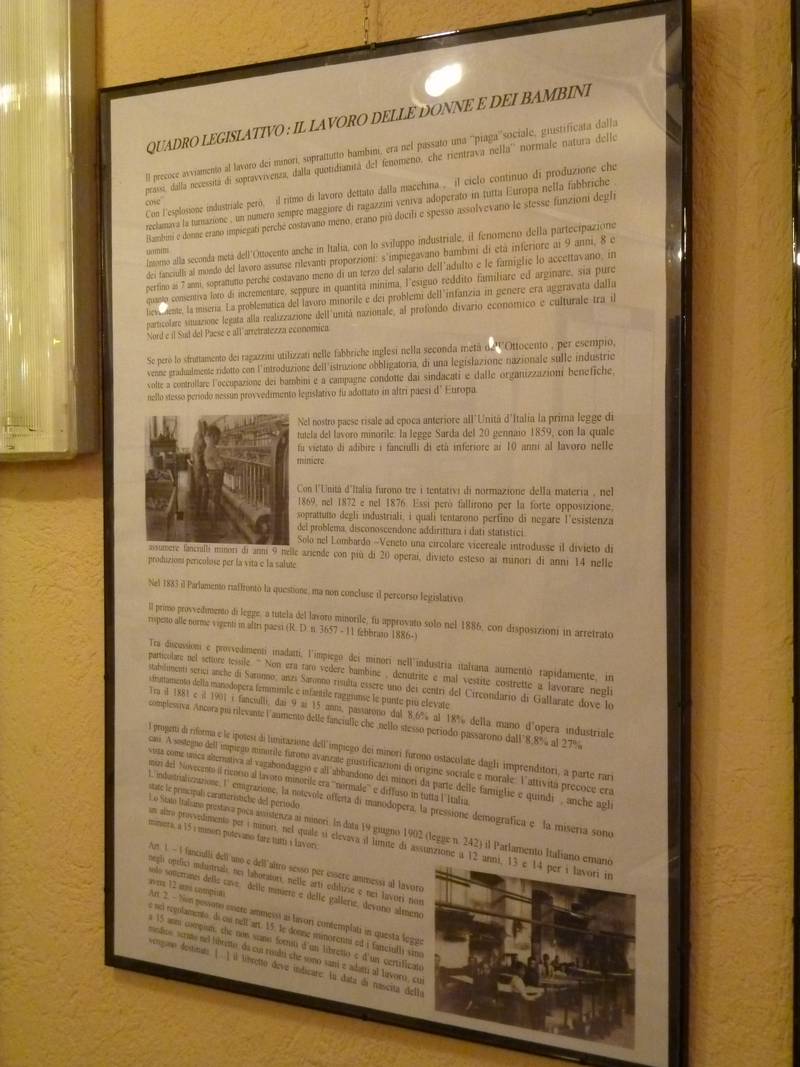 QUADRO LEGISLATIVO : IL LAVORO DELLE DONNE E DEI BAMBINI
Il precoce avviamento al lavoro dei minori, soprattutto bambini, era nel passato una "piaga"sociale, giustificata dalla
prassi, dalla necessità di sopravvivenza, dalla quotidianità del fenomeno, che rientrava nella" normale natura delle
cose"
Con l'esplosione industriale però, il ritmo di lavoro dettato dalla macchina , il ciclo continuo di produzione che
reclamava la turnazione , un numero sempre maggiore di ragazzini veniva adoperato in tutta Europa nella fabbriche .
Bambini e donne erano impiegati perché costavano meno, erano più docili e spesso assolvevano le stesse funzioni degli
uomini.
Intorno alla seconda metà dell'Ottocento anche in Italia, con lo sviluppo industriale, il fenomeno della partecipazione
dei fanciulli al mondo del lavoro assunse rilevanti proporzioni: s'impiegavano bambini di età inferiore ai 9 anni, 8 e
perfino ai 7 anni, soprattutto perché costavano meno di un terzo del salario dell'adulto e le famiglie lo accettavano, in
quanto consentiva loro di incrementare, seppure in quantità minima, l'esiguo reddito familiare ed arginare, sia pure
lievemente, la miseria. La problematica del lavoro minorile e dei problemi dell'infanzia in genere era aggravata dalla
particolare situazione legata alla realizzazione dell'unità nazionale, al profondo divario economico e culturale tra il
Nord e il Sud del Paese e all'arretratezza economica.
Se però lo sfruttamento dei ragazzini utilizzati nelle fabbriche inglesi nella seconda metà dell'Ottocento , per esempio,
venne gradualmente ridotto con l'introduzione dell'istruzione obbligatoria, di una legislazione nazionale sulle industrie
volte a controllare l'occupazione dei bambini e a campagne condotte dai sindacati e dalle organizzazioni benefiche,
nello stesso periodo nessun provvedimento legislativo fu adottato in altri paesi d' Europa.
Nel nostro paese risale ad epoca anteriore all'Unità d'Italia la prima legge di
tutela del lavoro minorile: la legge Sarda del 20 gennaio 1859, con la quale
fu vietato di adibire i fanciulli di età inferiore ai 10 anni al lavoro nelle
miniere.
Con l'Unità d'Italia furono tre i tentativi di normazione della materia , nel
1869, nel 1872 e nel 1876. Essi però fallirono per la forte opposizione,
soprattutto degli industriali, i quali tentarono perfino di negare l'esistenza
del problema, disconoscendone addirittura i dati statistici.
Solo nel Lombardo –Veneto una circolare vicereale introdusse il divieto di
assumere fanciulli minori di anni 9 nelle aziende con più di 20 operai, divieto esteso ai minori di anni 14 nelle
produzioni pericolose per la vita e la salute.
Nel 1883 il Parlamento riaffrontò la questione, ma non concluse il percorso legislativo.
Il primo provvedimento di legge, a tutela del lavoro minorile, fu approvato solo nel 1886, con disposizioni in arretrato
rispetto alle norme vigenti in altri paesi (R. D. n. 3657 - 11 febbraio 1886-)
Tra discussioni e provvedimenti inadatti, l'impiego dei minori nell'industria italiana aumentò rapidamente, in
particolare nel settore tessile. " Non era raro vedere bambine , denutrite e mal vestite costrette a lavorare negli
stabilimenti serici anche di Saronno; anzi Saronno risulta essere uno dei centri del Circondario di Gallarate dove lo
sfruttamento della manodopera femminile e infantile raggiunse le punte più elevate.
Tra il 1881 e il 1901 i fanciulli, dai 9 ai 15 anni, passarono dal 8,6% al 18% della mano d'opera industriale
complessiva. Ancora più rilevante l'aumento delle fanciulle che ,nello stesso periodo passarono dall'8,8% al 27%
I progetti di riforma e le ipotesi di limitazione dell'impiego dei minori furono ostacolate dagli imprenditori, a parte rari
casi. A sostegno dell'impiego minorile furono avanzate giustificazioni di origine sociale e morale: l'attività precoce era
vista come unica alternativa al vagabondaggio e all'abbandono dei minori da parte delle famiglie e quindi , anche agli
inizi del Novecento il ricorso al lavoro minorile era "normale" e diffuso in tutta l'Italia.
L'industrializzazione, l' emigrazione, la notevole offerta di manodopera, la pressione demografica e la miseria sono
state le principali caratteristiche del periodo.
Lo Stato Italiano prestava poca assistenza ai minori. In data 19 giugno 1902 (legge n. 242) il Parlamento Italiano emanò
un altro provvedimento per i minori, nel quale si elevava il limite di assunzione a 12 anni, 13 e 14 per i lavori in
miniera; a 15 i minori potevano fare tutti i lavori:
Art. 1. – I fanciulli dell'uno e dell'altro sesso per essere ammessi al lavoro
negli opifici industriali, nei laboratori, nelle arti edilizie e nei lavori non
solo sotterranei delle cave, delle miniere e delle gallerie, devono almeno
avere 12 anni compiuti.
Art. 2. – Non possono essere ammessi ai lavori contemplati in questa legge
e nel regolamento, di cui nell'art. 15, le donne minorenni ed i fanciulli sino
a 15 anni compiuti, che non siano forniti d'un libretto e d'un certificato
medico, scritto nel libretto, da cui risulti che sono sani e adatti al lavoro, cui
vengono destinati. [...] il libretto deve indicare: la data di nascita della